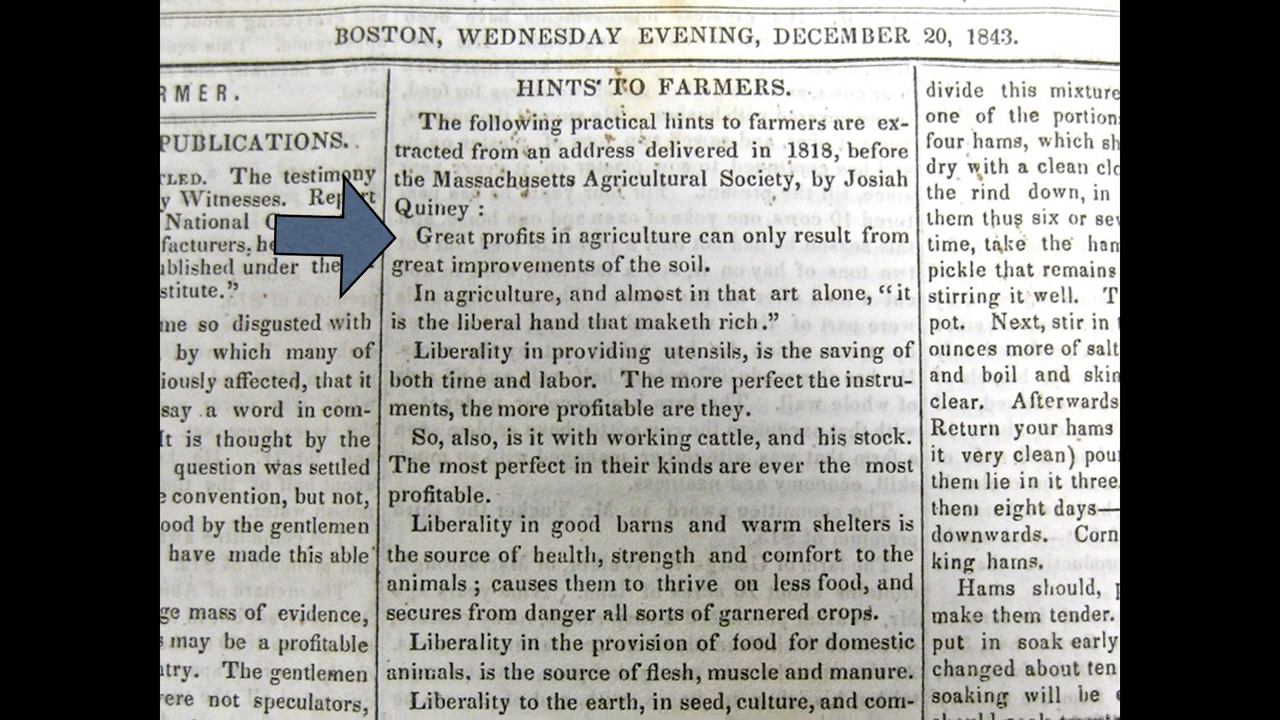 BOSTON, WEDNESDAY EVENING, DECEMBER 20, 1843.
RMER.
PUBLICATIONS.
TLED. The testimony
y Witnesses. Rep rt
National
facturers, he
ublished under the
stitute.”
me so disgusted with
by which many of
iously affected, that it
say a word in com-
It is thought by the
question was settled
e convention, but not,
ood by the gentlemen
have made this able
ge mass of evidence,
s may be a profitable
ntry. The gentlemen
were not speculators,
HINTS TO FARMERS.
The following practical hints to farmers are ex-
tracted from an address delivered in 1818, before
the Massachusetts Agricultural Society, by Josiah
Quiney :
Great profits in agriculture can only result from
great improvements of the soil.
In agriculture, and almost in that art alone, “it
is the liberal hand that maketh rich.”
Liberality in providing utensils, is the saving of
both time and labor. The more perfect the instru-
ments, the more profitable are they.
So, also, is it with working cattle, and his stock.
The most perfect in their kinds are ever the most
profitable.
Liberality in good barns and warm shelters is
the source of health, strength and comfort to the
animals ; causes them to thrive on less food, and
secures from danger all sorts of garnered crops.
Liberality in the provision of food for domestic
animals, is the source of flesh, muscle and manure.
Liberality to the earth, in seed, culture, and com-
divide this mixture
one of the portion
four hams, which sh
dry with a clean clo
the rind down, in
them thus six or sev
time, take the ham
pickle that remains
stirring it well. T
pot. Next, stir in t
ounces more of salt
and boil and skim
clear. Afterwards
Return your hams
it very clean) pou
them lie in it three
them eight days—
downwards. Corn
king hams.
Hams should, p
make them tender.
put in soak early
changed about ten
soaking will be